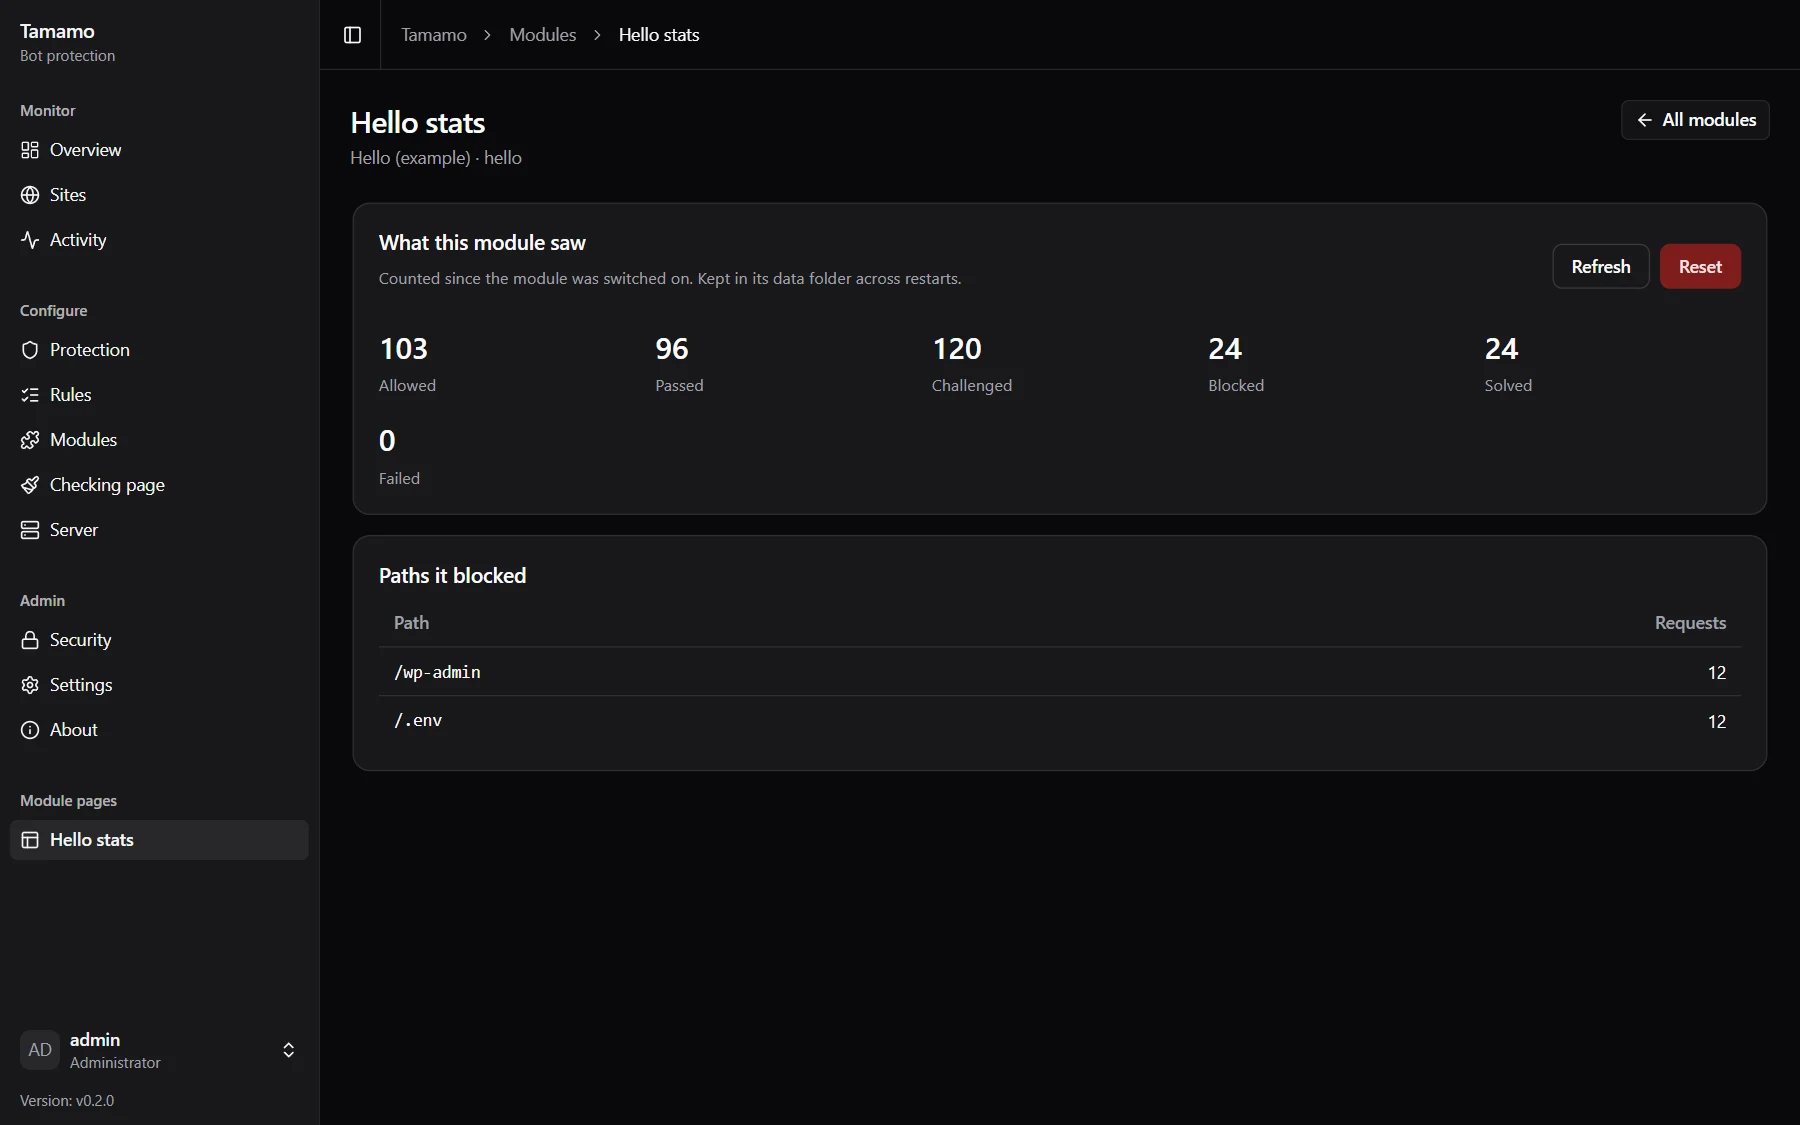 Tamamo
Bot protection
Monitor
Overview
Sites
Activity
Configure
Protection
Rules
Modules
Checking page
Server
Admin
Security
Settings
About
Module pages
Hello stats
AD
admin
Administrator
Version: v0.2.0
Tamamo > Modules > Hello stats
Hello stats
Hello (example) · hello
← All modules
What this module saw
Counted since the module was switched on. Kept in its data folder across restarts.
Refresh
Reset
103
Allowed
96
Passed
120
Challenged
24
Blocked
24
Solved
0
Failed
Paths it blocked
Path Requests
/wp-admin 12
/.env 12